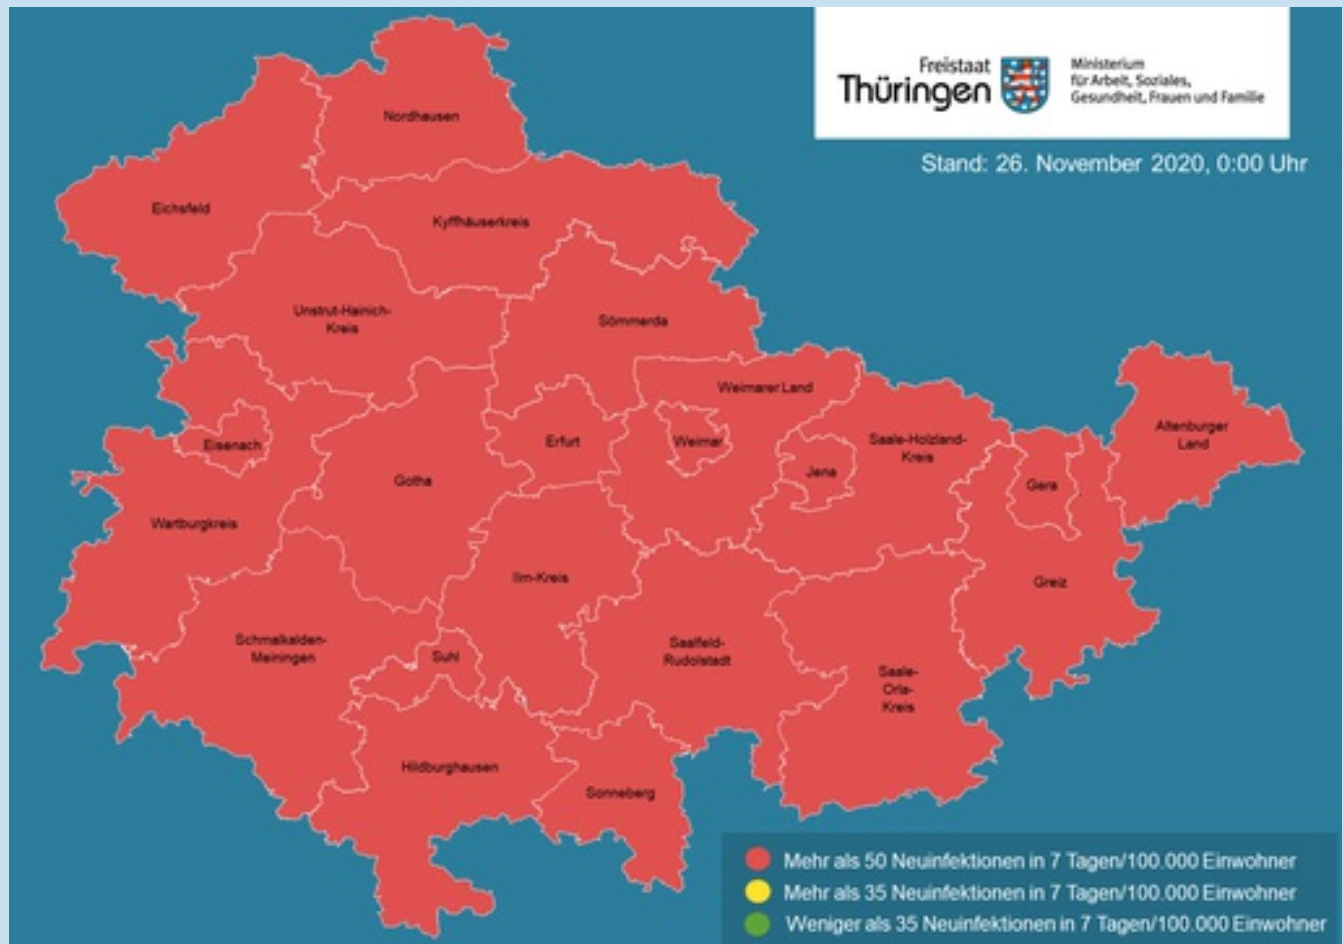 Freistaat
Thüringen
Ministerium
für Arbeit, Soziales,
Gesundheit, Frauen und Familie
Stand: 26. November 2020, 0:00 Uhr
Nordhausen
Eichsfeld
Kyffhäuserkreis
Unstrut-Hainich-
Kreis
Sömmerda
Weimarer Land
Eisenach
Erfurt
Weimar
Jena
Saale-Holzland-
Kreis
Altenburger
Land
Gotha
Gera
Wartburgkreis
Ilm-Kreis
Greiz
Schmalkalden-
Meiningen
Suhl
Saalfeld-
Rudolstadt
Saale-
Orla-
Kreis
Hildburghausen
Sonneberg
Mehr als 50 Neuinfektionen in 7 Tagen/100.000 Einwohner
Mehr als 35 Neuinfektionen in 7 Tagen/100.000 Einwohner
Weniger als 35 Neuinfektionen in 7 Tagen/100.000 Einwohner